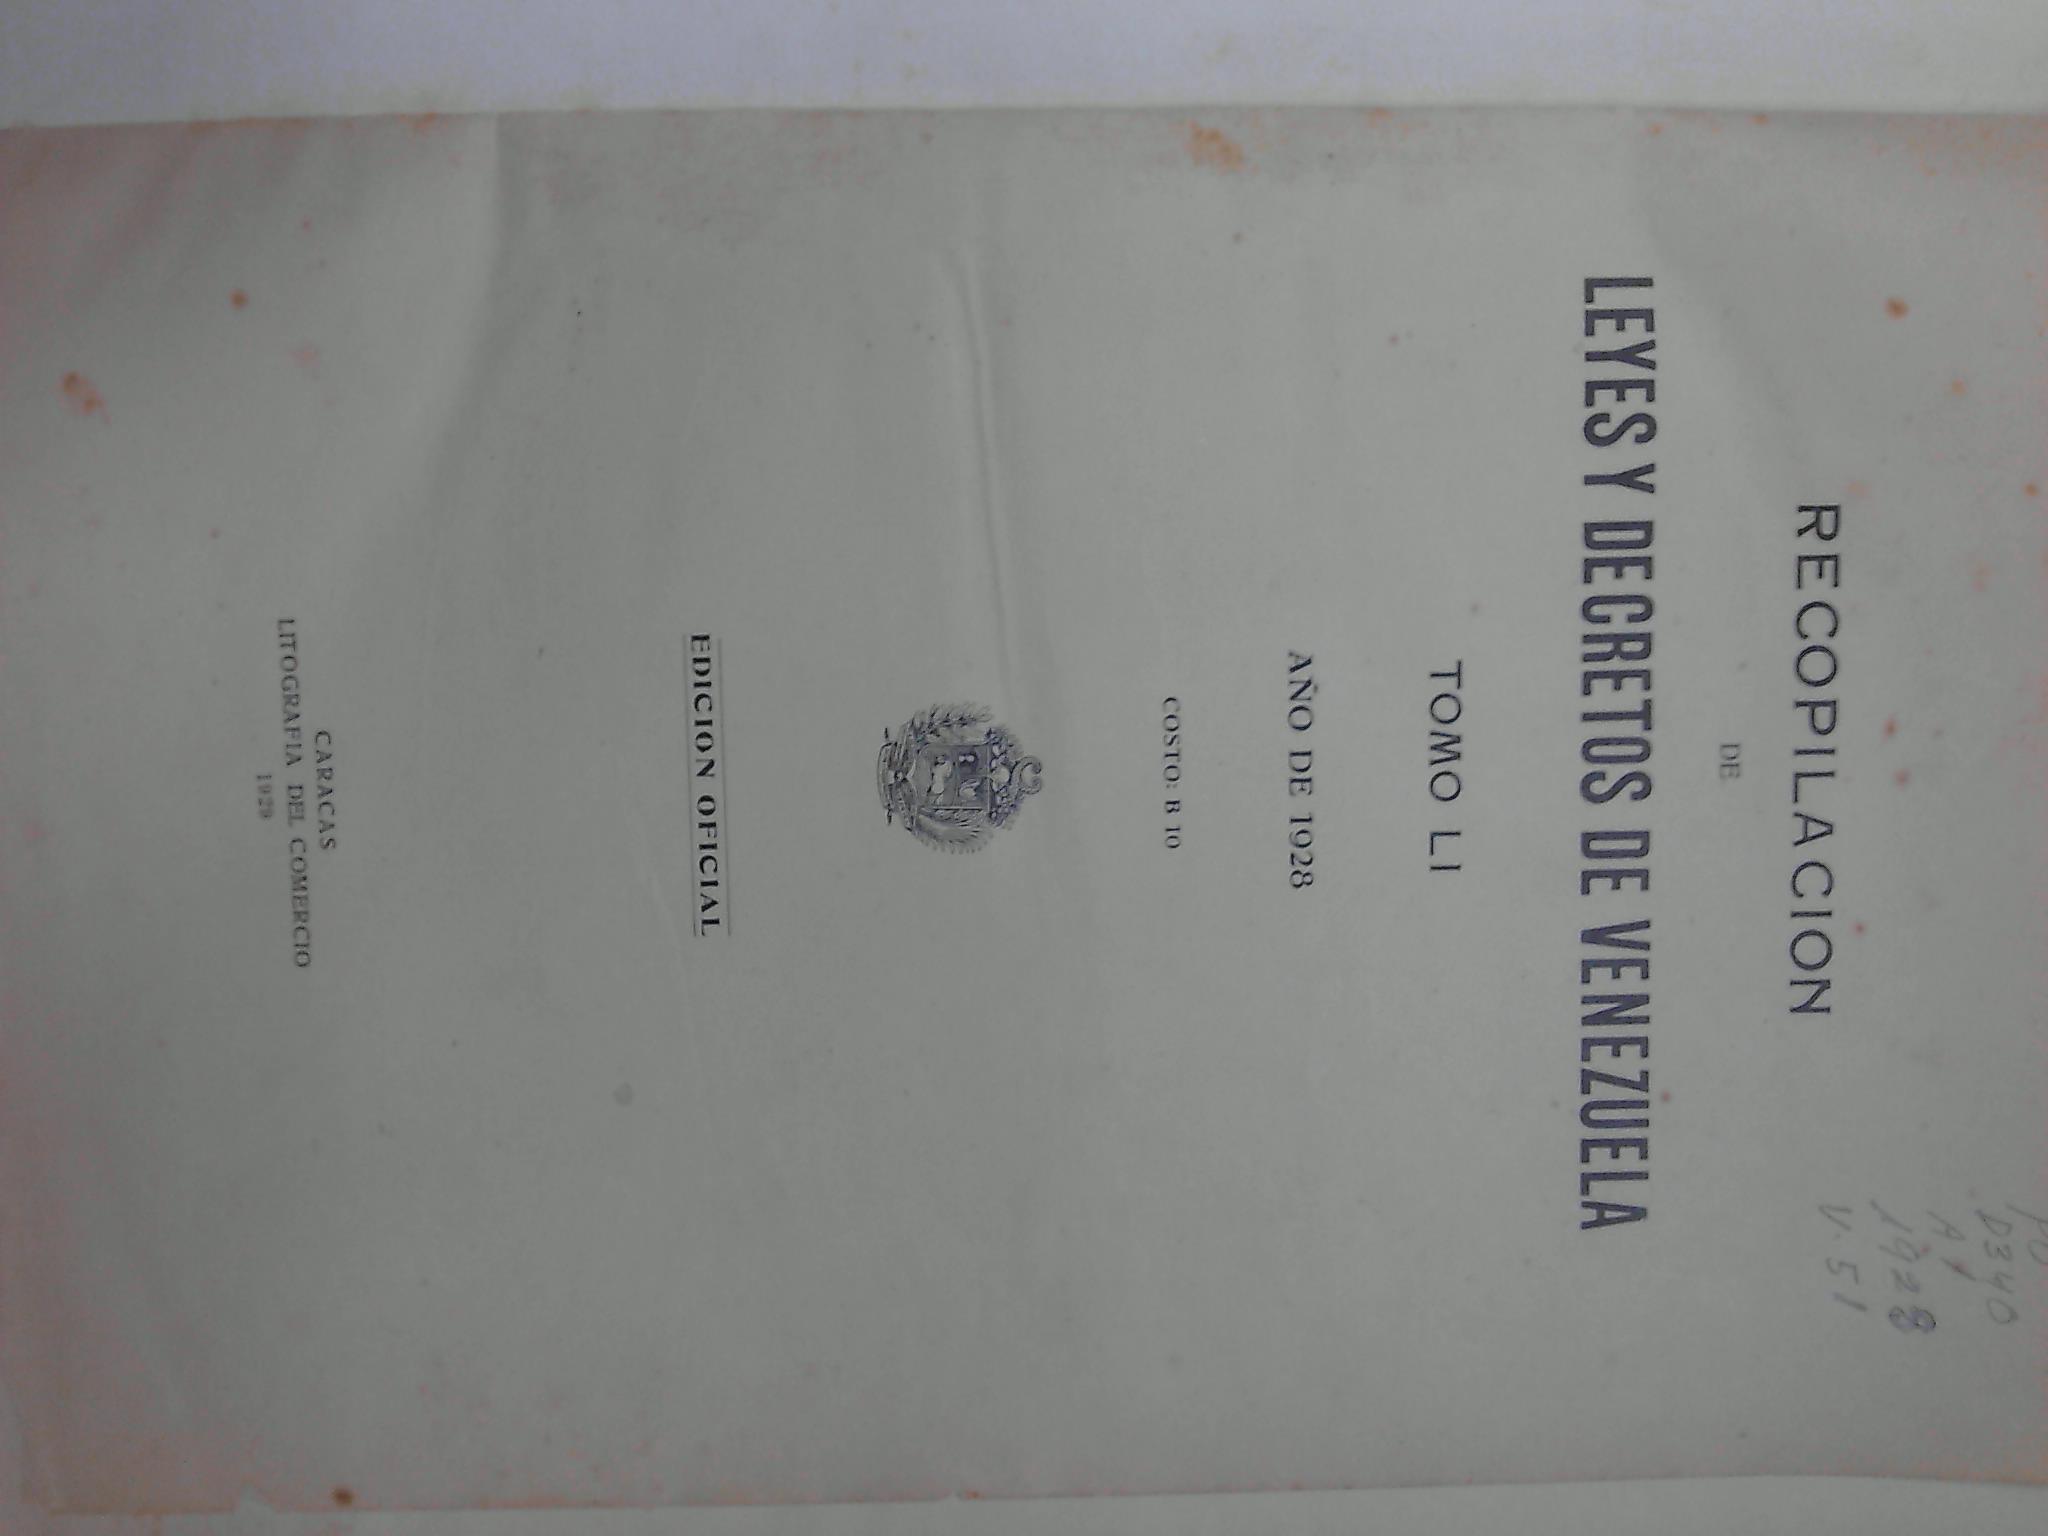 D340
A1
1928
V.51
RECOPILACION
DE
LEYES Y DECRETOS DE VENEZUELA
TOMO LI
AÑO DE 1928
COSTO: B 10
EDICION OFICIAL
CARACAS
LITOGRAFIA DEL COMERCIO
1929